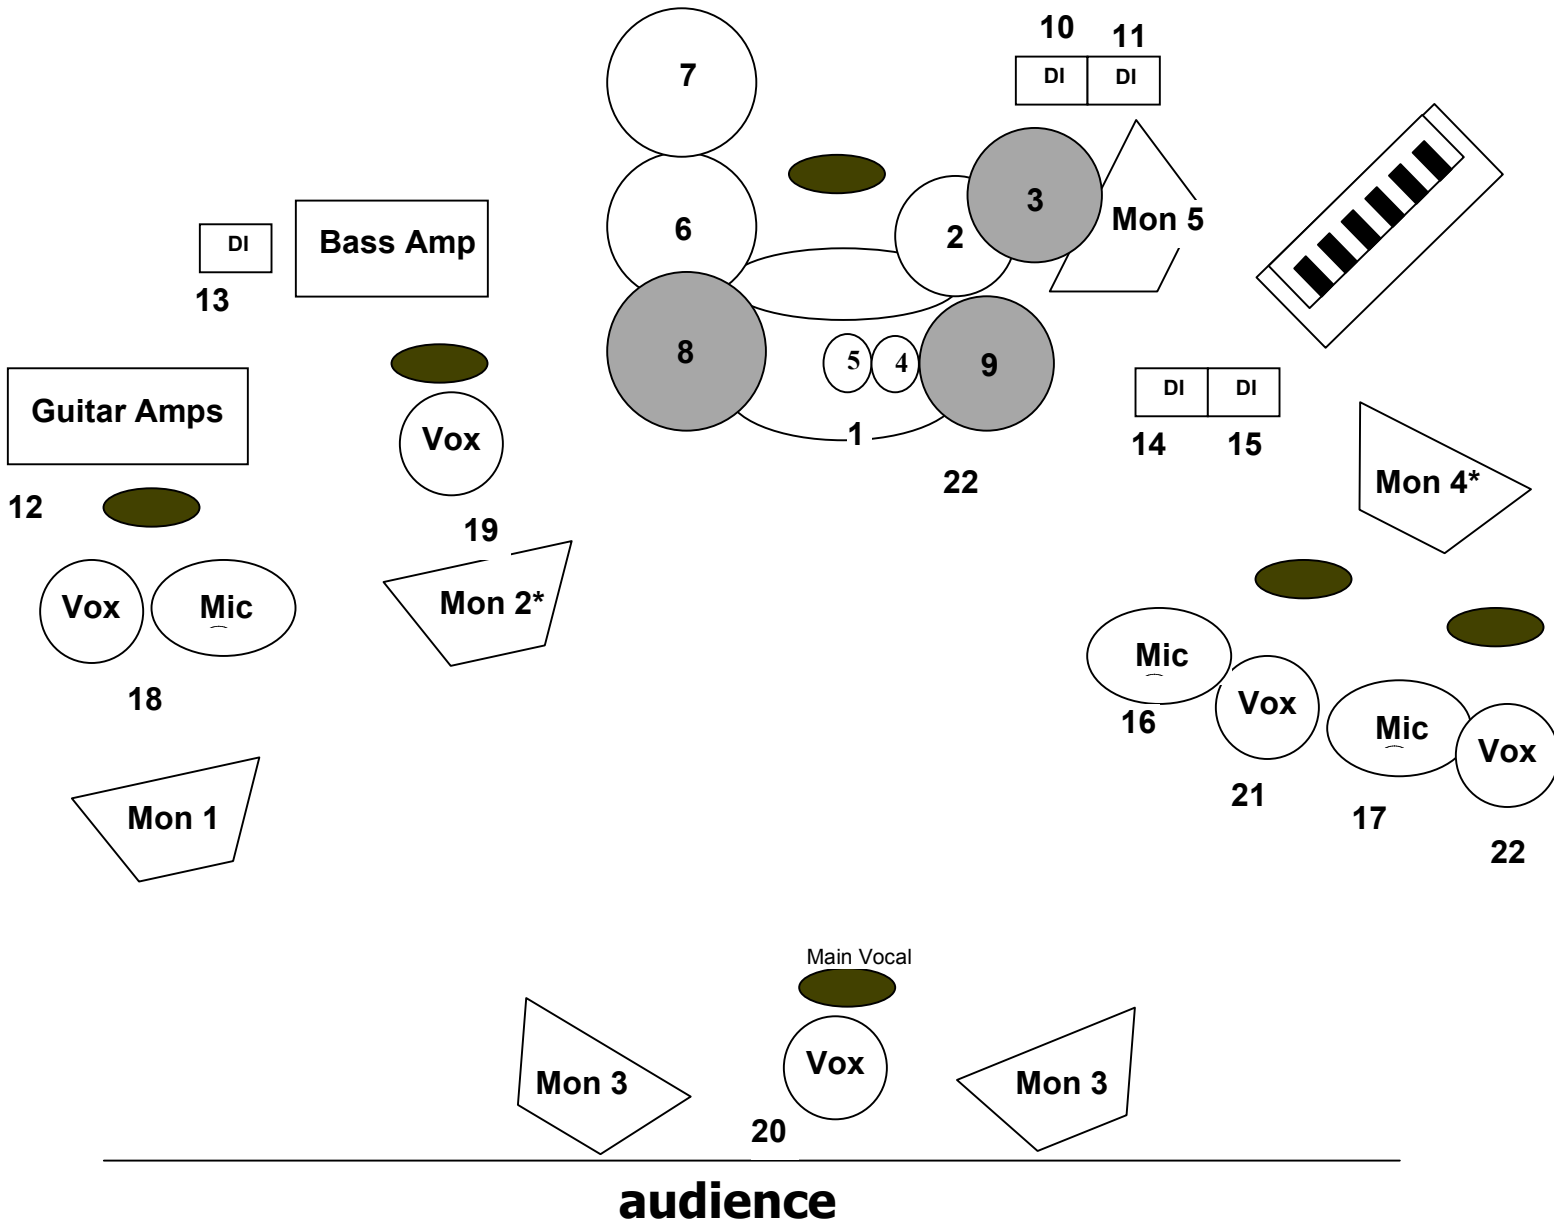 10
11
DI
DI
7
6
2
3
Mon 5
DI
Bass Amp
13
8
5
4
9
DI
DI
Guitar Amps
Vox
1
14
15
22
Mon 4*
12
19
Vox
Mic
Mon 2*
18
Mic
16
Vox
Mic
Vox
21
17
22
Mon 1
Main Vocal
Vox
Mon 3
Mon 3
20
audience